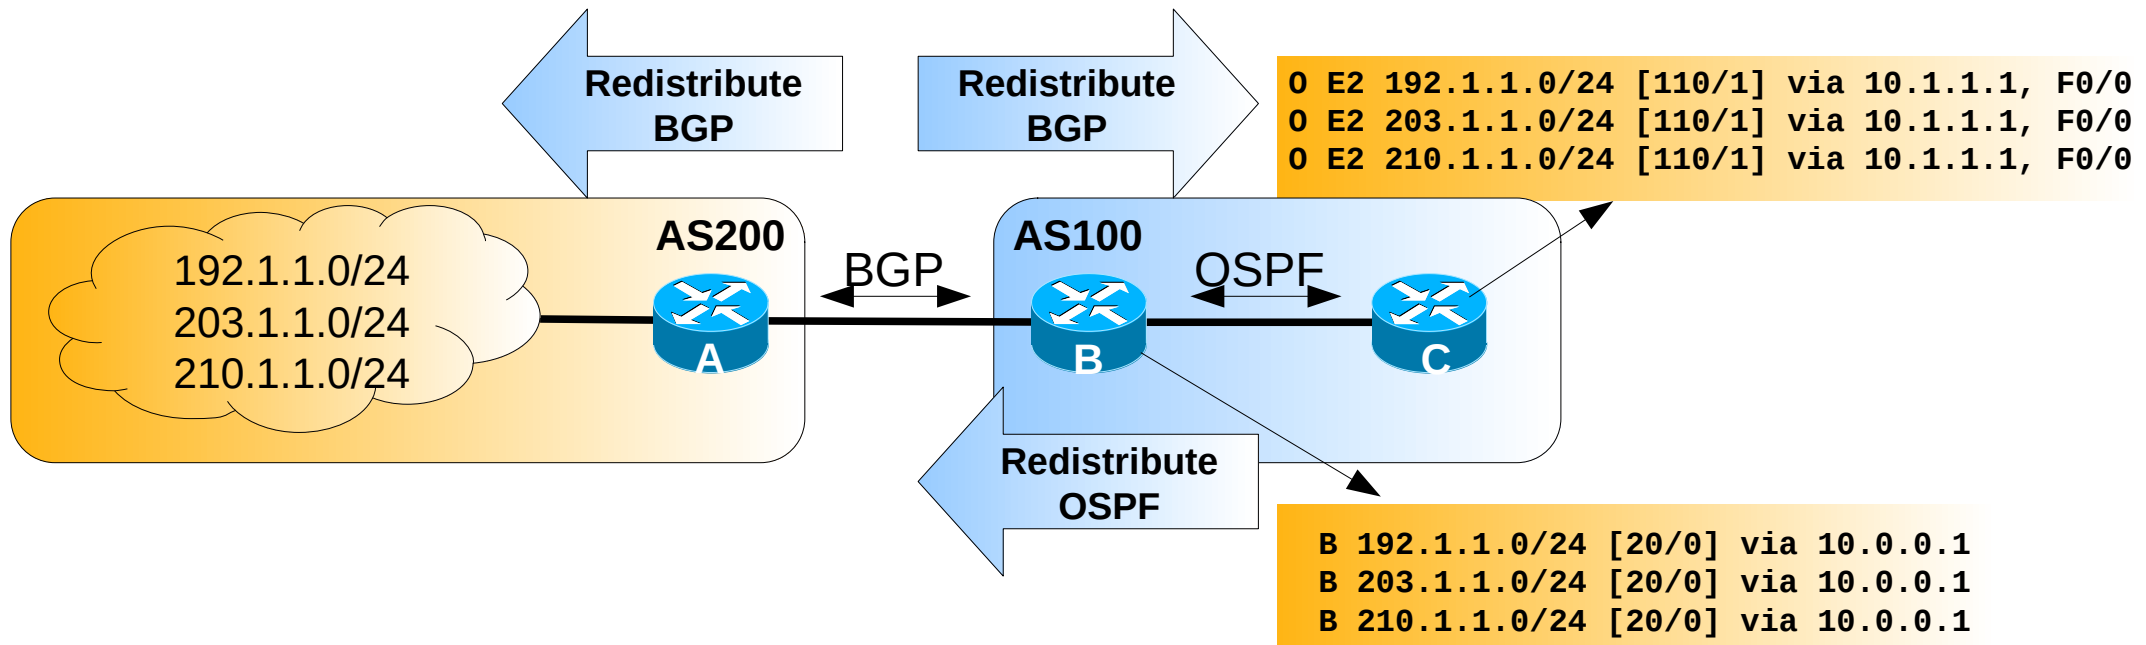 Redistribute
BGP
Redistribute
BGP
O E2 192.1.1.0/24 [110/1] via 10.1.1.1, F0/0
O E2 203.1.1.0/24 [110/1] via 10.1.1.1, F0/0
O E2 210.1.1.0/24 [110/1] via 10.1.1.1, F0/0
AS200
AS100
192.1.1.0/24
203.1.1.0/24
210.1.1.0/24
BGP
OSPF
A
B
C
Redistribute
OSPF
B 192.1.1.0/24 [20/0] via 10.0.0.1
B 203.1.1.0/24 [20/0] via 10.0.0.1
B 210.1.1.0/24 [20/0] via 10.0.0.1